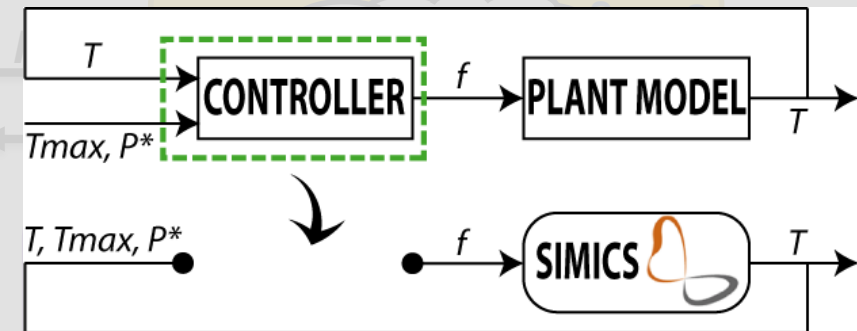 T
CONTROLLER
f
PLANT MODEL
T
Tmax, P*
T, Tmax, P*
f
SIMICS
T